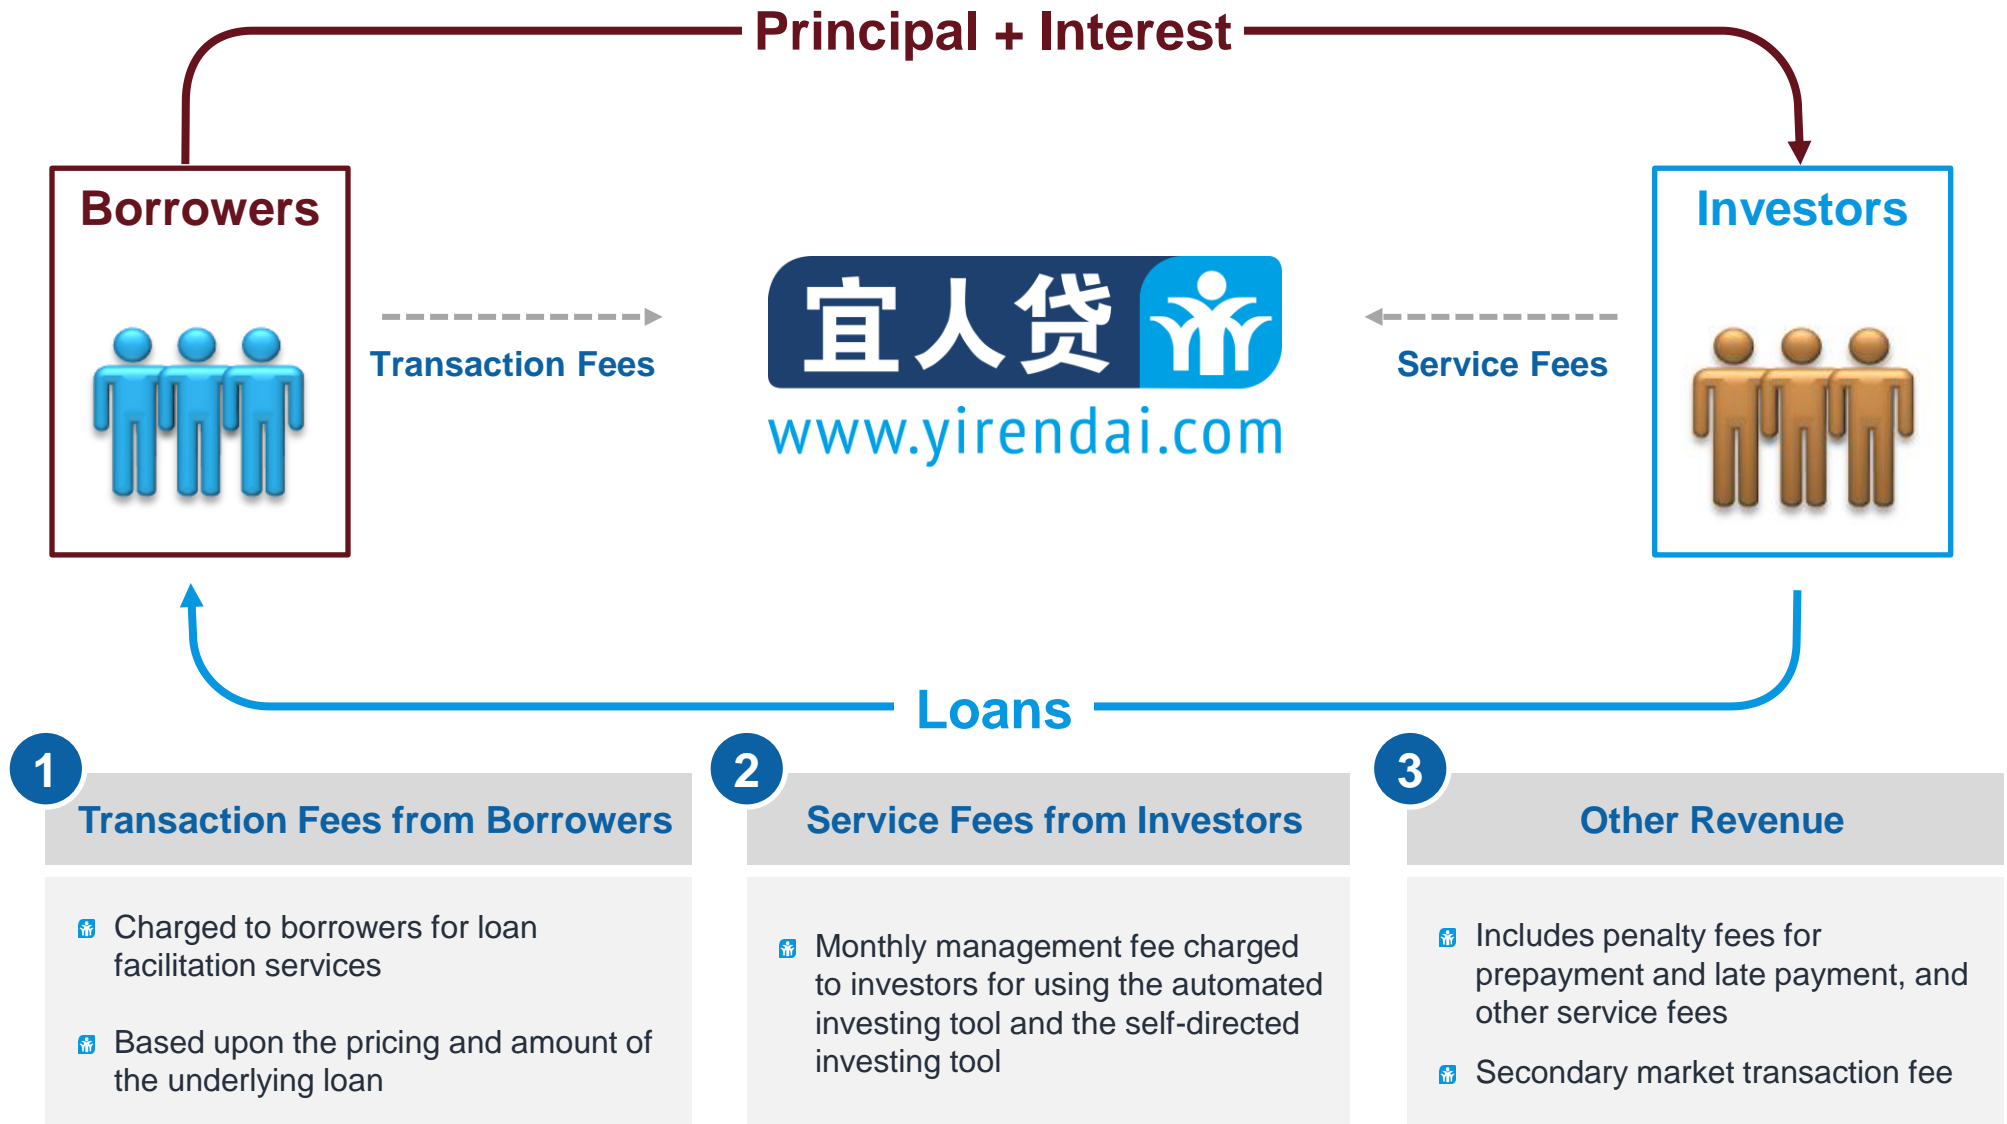 Principal + Interest
Borrowers
Investors
宜人贷
Transaction Fees
Service Fees
www.yirendai.com
Loans
1
Transaction Fees from Borrowers
Charged to borrowers for loan
facilitation services
Based upon the pricing and amount of
the underlying loan
2
Service Fees from Investors
Monthly management fee charged
to investors for using the automated
investing tool and the self-directed
investing tool
3
Other Revenue
Includes penalty fees for
prepayment and late payment, and
other service fees
Secondary market transaction fee